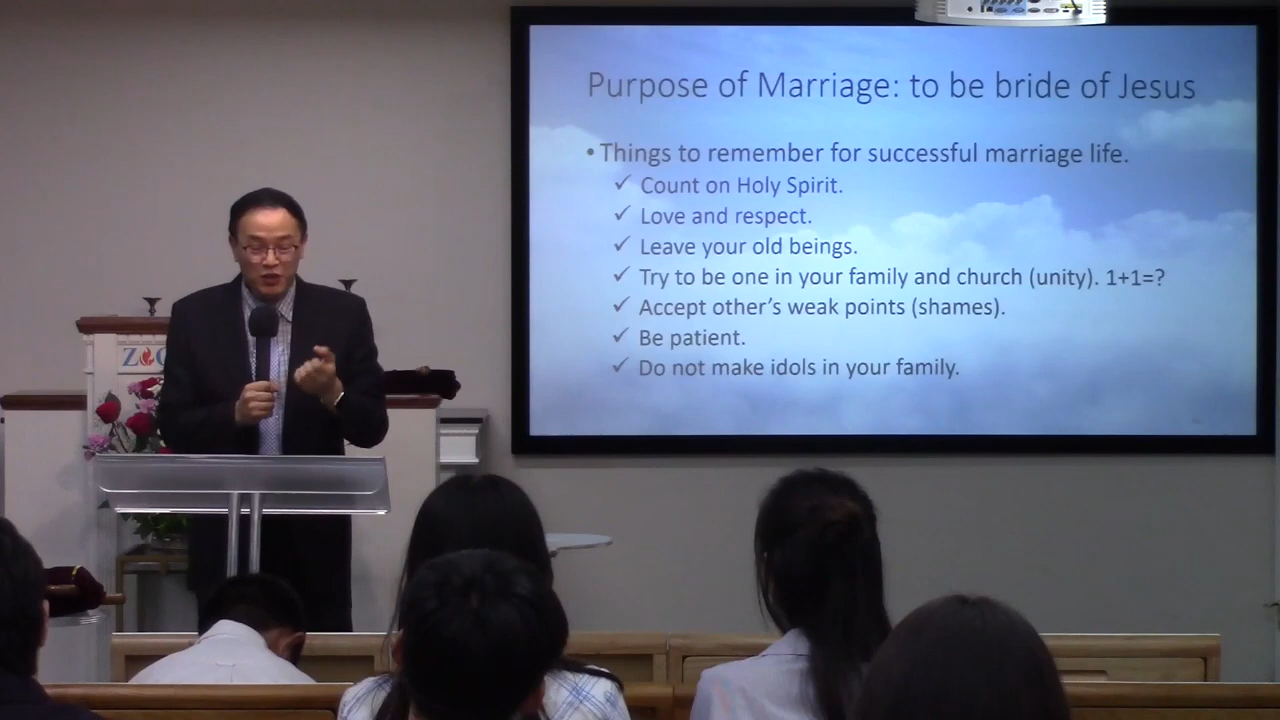 Purpose of Marriage: to be bride of Jesus
• Things to remember for successful marriage life.
✓ Count on Holy Spirit.
✓ Love and respect.
✓ Leave your old beings.
✓ Try to be one in your family and church (unity). 1+1=?
✓ Accept other’s weak points (shames).
✓ Be patient.
✓ Do not make idols in your family.